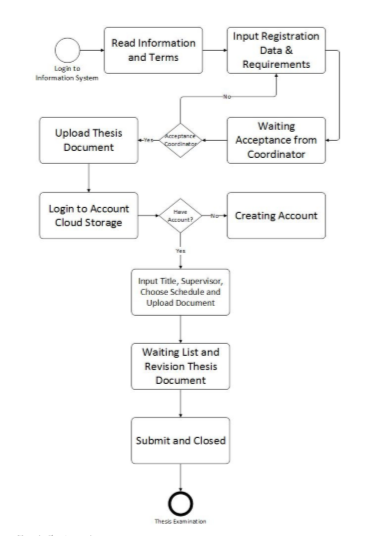 Login to
Information System
Read Information
and Terms
Input Registration
Data &
Requirements
No
Waiting
Acceptance from
Coordinator
Acceptance
Coordinator
Yes
Upload Thesis
Document
Login to Account
Cloud Storage
Have
Account?
No
Creating Account
Yes
Input Title, Supervisor,
Choose Schedule and
Upload Document
Waiting List and
Revision Thesis
Document
Submit and Closed
Thesis Examination